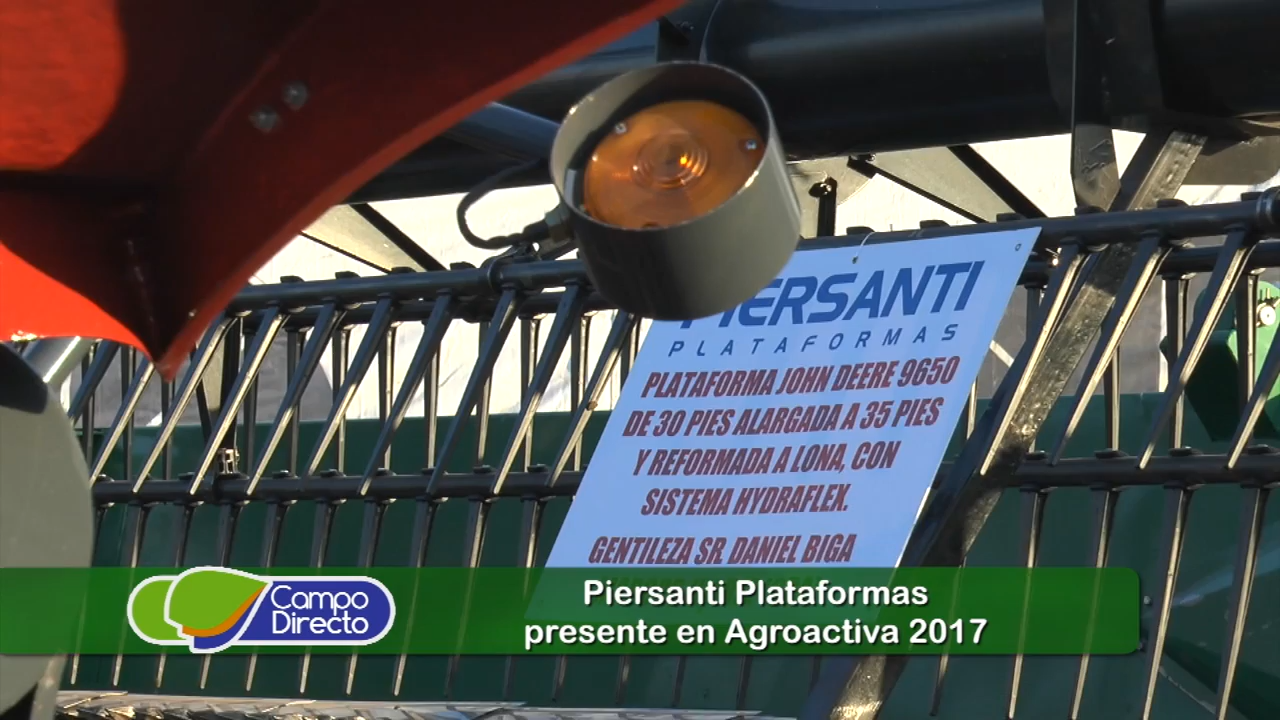 PIERSANTI
PLATAFORMAS
PLATAFORMA JOHN DEERE 9650
DE 30 PIES ALARGADA A 35 PIES
Y REFORMADA A LONA, CON
SISTEMA HYDRAFLEX.
GENTILEZA SR. DANIEL BIGA
Campo
Directo
Piersanti Plataformas
presente en Agroactiva 2017